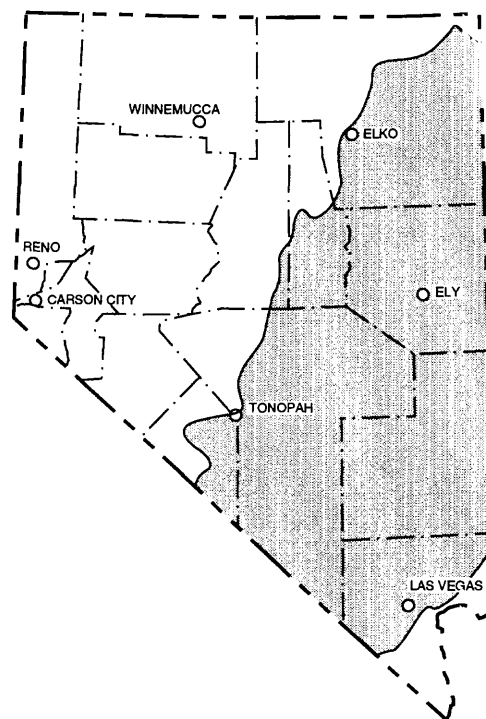 WINNEMUCCA
ELKO
RENO
ELY
CARSON CITY
TONOPAH
LAS VEGAS